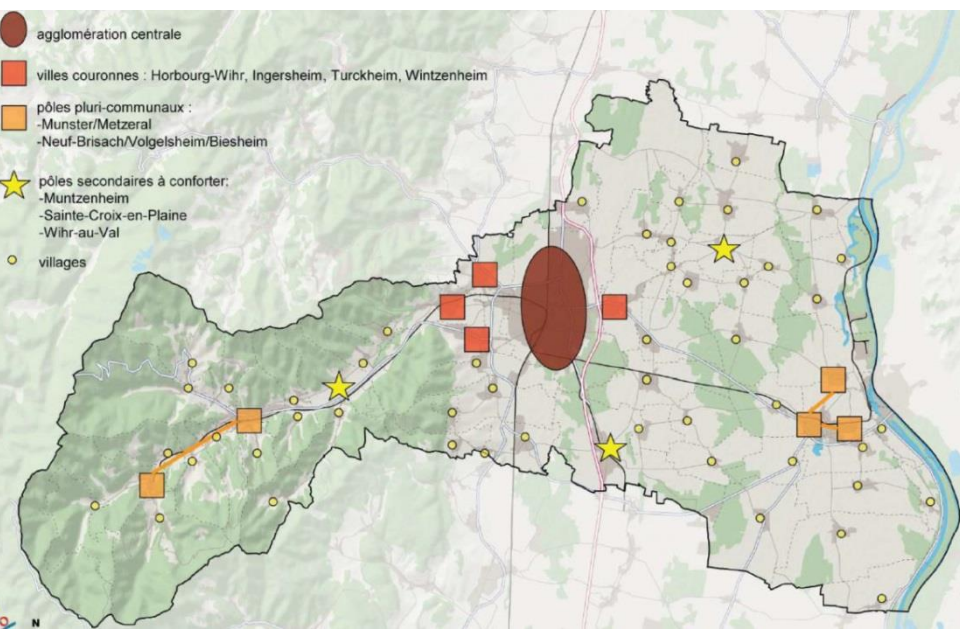 agglomération centrale
villes couronnes : Horbourg-Wihr, Ingersheim, Turckheim, Wintzenheim
pôles pluri-communaux :
-Munster/Metzeral
-Neuf-Brisach/Volgelsheim/Biesheim
pôles secondaires à conforter:
-Muntzenheim
-Sainte-Croix-en-Plaine
-Wihr-au-Val
villages
N